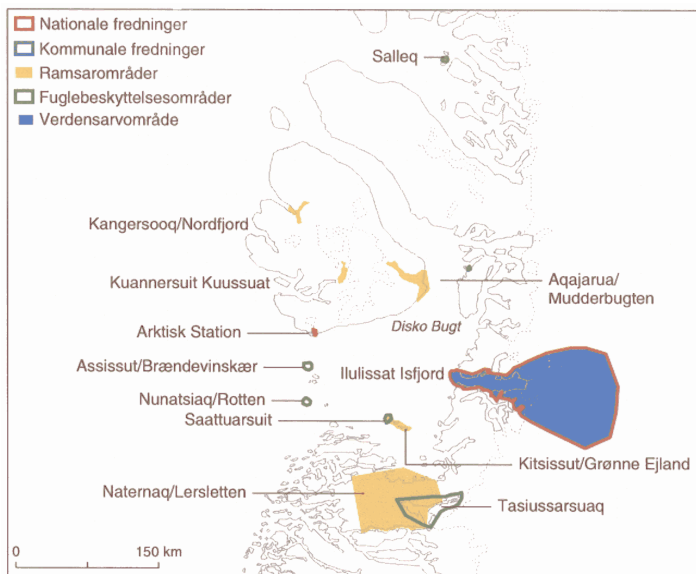 Nationale fredninger
Kommunale fredninger
Ramsarområder
Fuglebeskyttelsesområder
Verdensarvområde
Salleq
Kangersooq/Nordfjord
Kuannersuit Kuussuat
Aqajarua/
Mudderbugten
Disko Bugt
Arktisk Station
Assissut/Brændevinskær
Ilulissat Isfjord
Nunatsiaq/Rotten
Saattuarsuit
Kitsissut/Grønne Ejland
Naternaq/Lersletten
Tasiussarsuaq
0
150 km